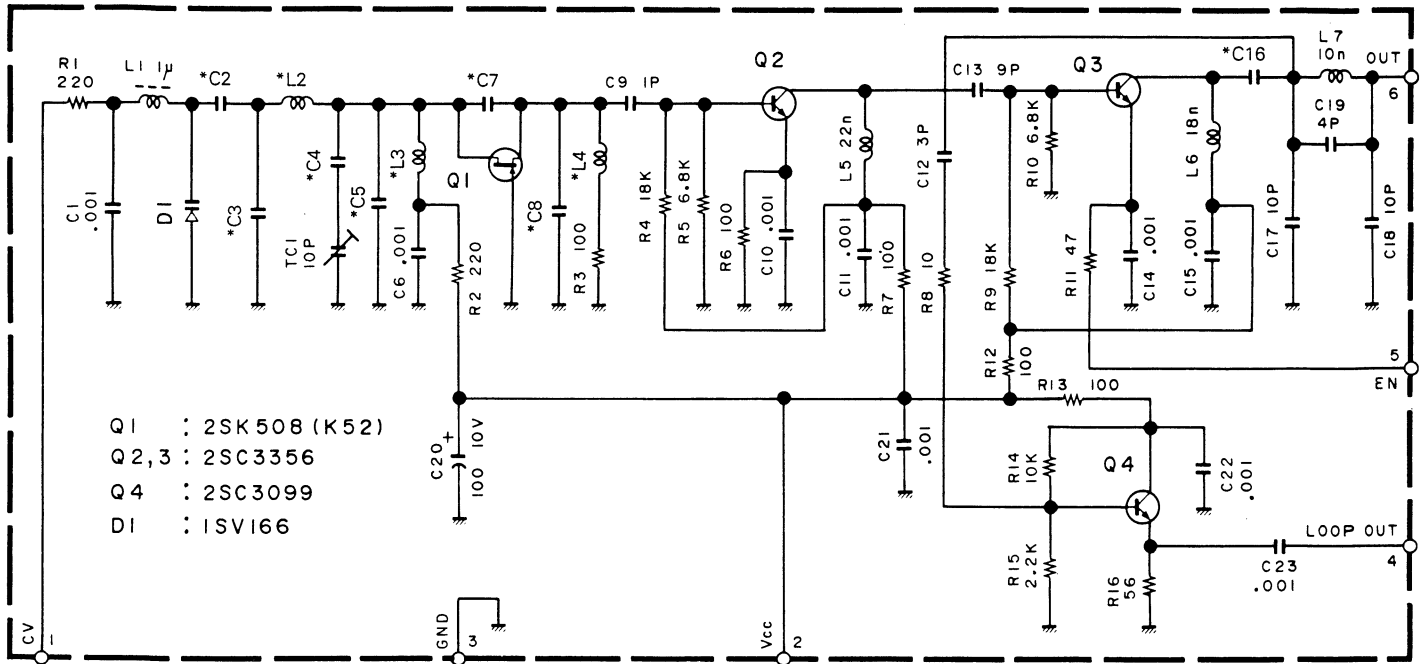 R1
220
L1 1μ
*C2
*L2
*C7
C9 1P
Q2
C13 9P
Q3
*C16
L7
10n
OUT
6
C19
4P
C1
.001
D1
*C3
*C4
TC1
10P
*C5
*L3
C6 .001
R2 220
Q1
*C8
*L4
R3 100
R4 18K
R5 6.8K
R6 100
C10 .001
L5 22n
C11 .001
100
R7
C12 3P
R8 10
R9 18K
R10 6.8K
R11 47
C14 .001
L6 18n
C15 .001
C17 10P
C18 10P
R12
100
R13 100
5
EN
C20
+
100 10V
C21
.001
R14
10K
Q4
C22
.001
R15
2.2K
R16
56
C23
.001
LOOP OUT
4
Q1 : 2SK508 (K52)
Q2,3 : 2SC3356
Q4 : 2SC3099
D1 : 1SV166
CV
1
GND
3
Vcc
2